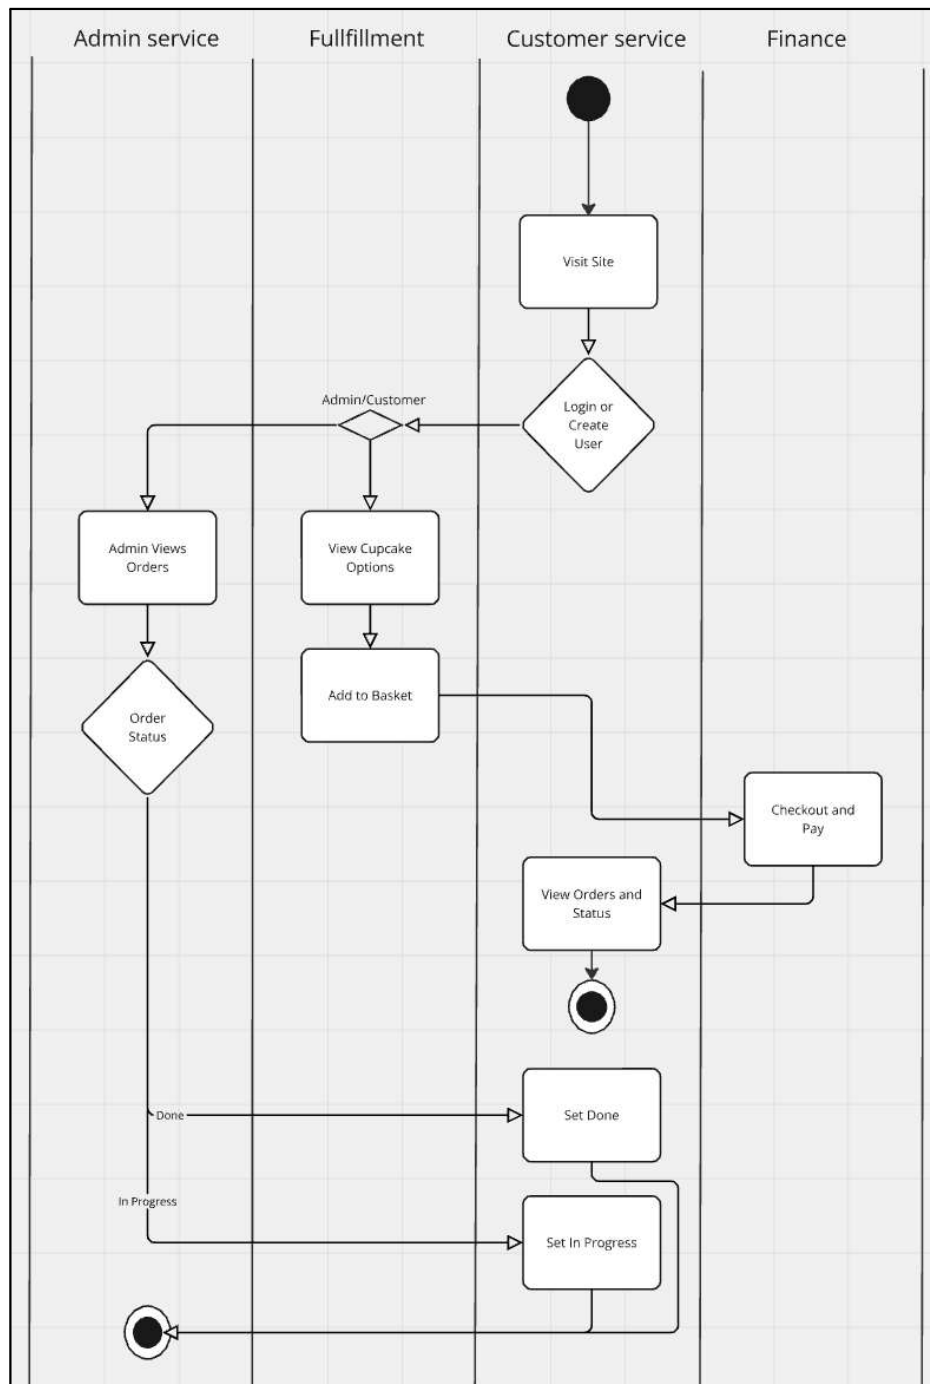 Admin service
Fullfillment
Customer service
Finance
Visit Site
Login or
Create
User
Admin/Customer
Admin Views
Orders
View Cupcake
Options
Order
Status
Add to Basket
Checkout and
Pay
View Orders and
Status
Done
Set Done
In Progress
Set In Progress